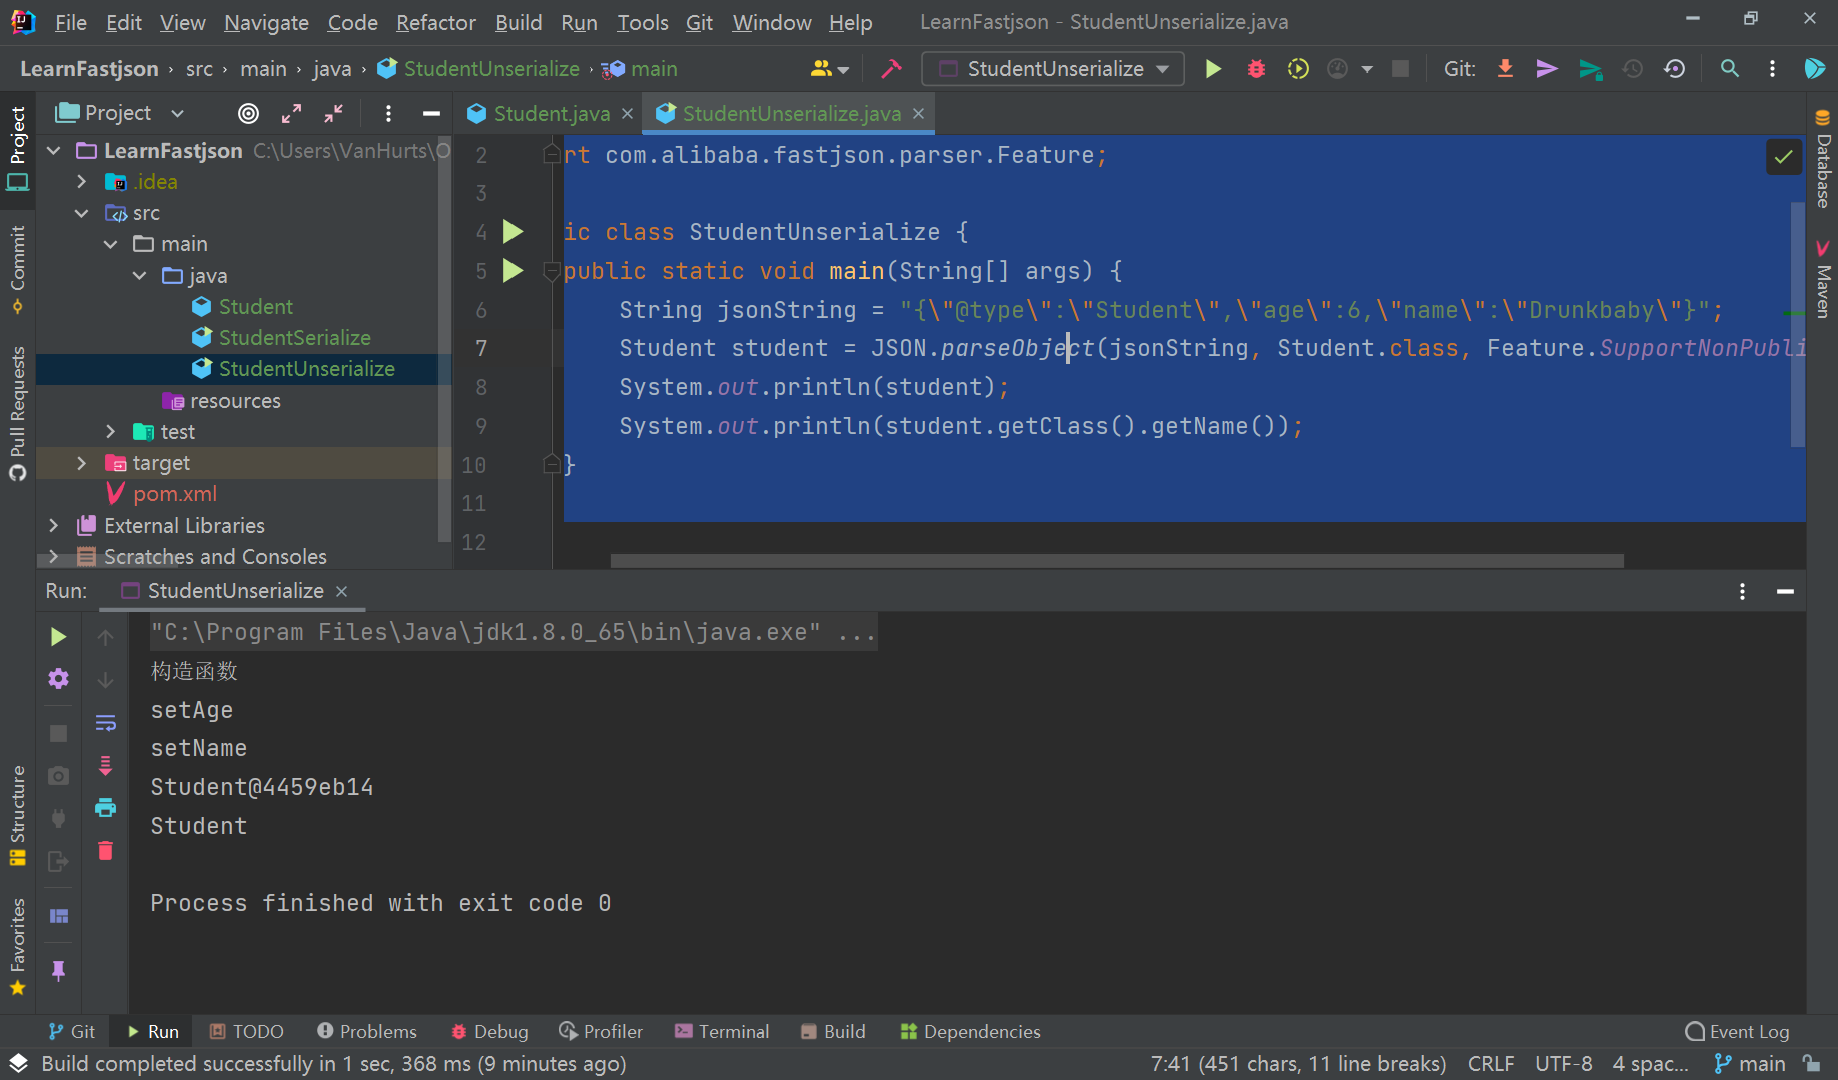 File Edit View Navigate Code Refactor Build Run Tools Git Window Help LearnFastjson - StudentUnserialize.java
LearnFastjson › src › main › java › StudentUnserialize › main StudentUnserialize Git:
Project Student.java StudentUnserialize.java
LearnFastjson C:\Users\VanHurts\O
.idea
src
main
java
Student
StudentSerialize
StudentUnserialize
resources
test
target
pom.xml
External Libraries
Scratches and Consoles
2 rt com.alibaba.fastjson.parser.Feature;
3
4 ic class StudentUnserialize {
5 public static void main(String[] args) {
6 String jsonString = "{\"@type\":\"Student\",\"age\":6,\"name\":\"Drunkbaby\"}";
7 Student student = JSON.parseObject(jsonString, Student.class, Feature.SupportNonPubli
8 System.out.println(student);
9 System.out.println(student.getClass().getName());
10 }
11
12
Project
Commit
Pull Requests
Structure
Favorites
Database
Maven
Run: StudentUnserialize
"C:\Program Files\Java\jdk1.8.0_65\bin\java.exe" ...
构造函数
setAge
setName
Student@4459eb14
Student
Process finished with exit code 0
Git Run TODO Problems Debug Profiler Terminal Build Dependencies Event Log
Build completed successfully in 1 sec, 368 ms (9 minutes ago) 7:41 (451 chars, 11 line breaks) CRLF UTF-8 4 spac... main